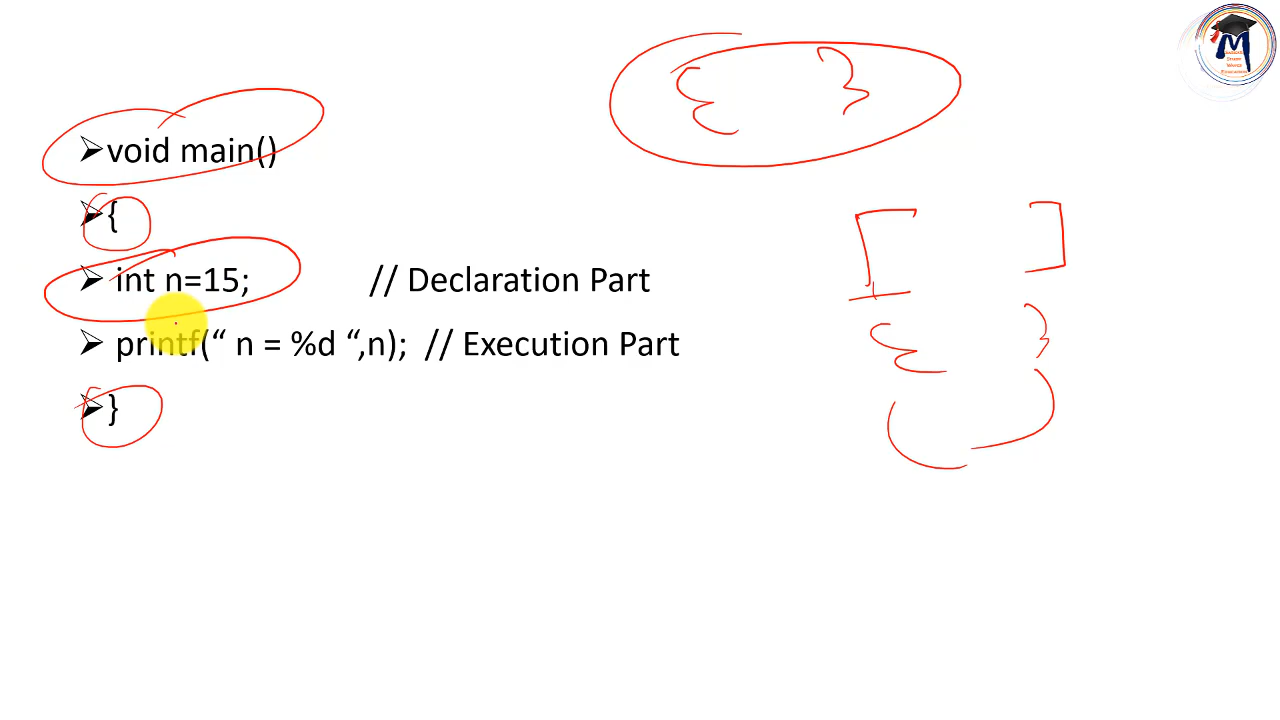 { }
➢void main()
➢{
➢ int n=15; // Declaration Part
➢ printf(“ n = %d “,n); // Execution Part
➢}
[ ]
{ }
( )
M